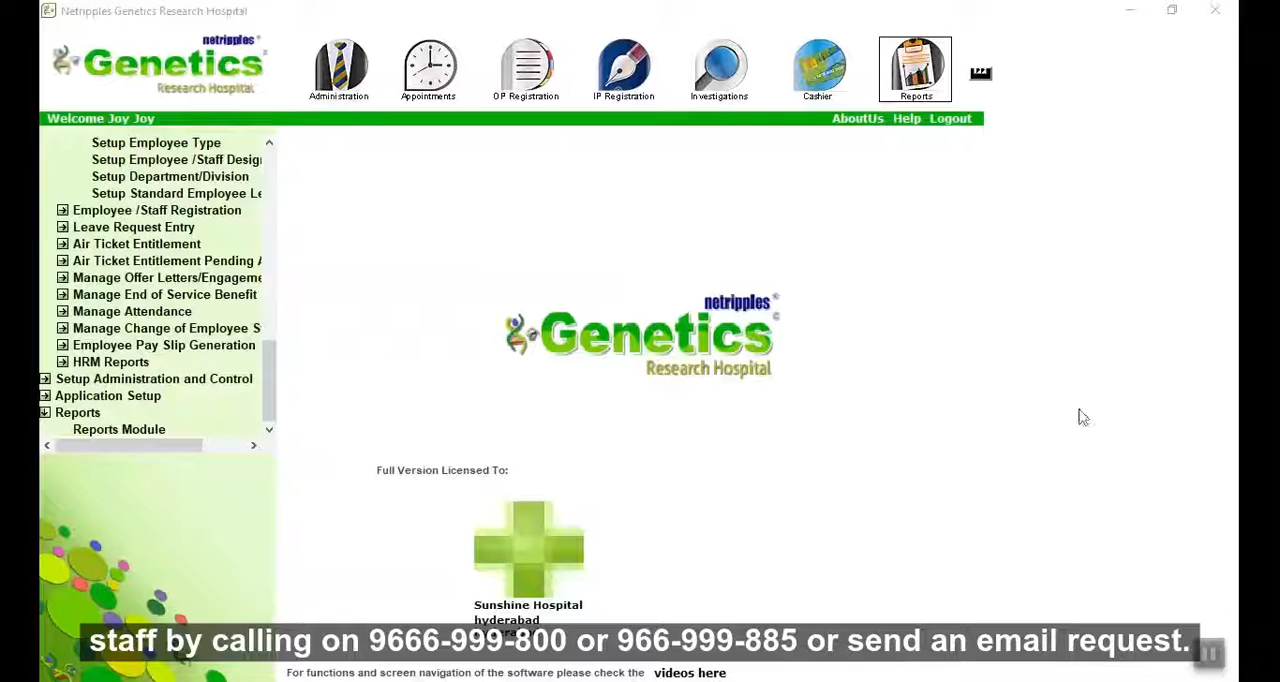 Netripples Genetics Research Hospital
netripples®
Genetics
Research Hospital
Administration
Appointments
OP Registration
IP Registration
Investigations
Cashier
Reports
Welcome Joy Joy
AboutUs Help Logout
Setup Employee Type
Setup Employee /Staff Desig
Setup Department/Division
Setup Standard Employee Le
Employee /Staff Registration
Leave Request Entry
Air Ticket Entitlement
Air Ticket Entitlement Pending A
Manage Offer Letters/Engageme
Manage End of Service Benefit
Manage Attendance
Manage Change of Employee S
Employee Pay Slip Generation
HRM Reports
Setup Administration and Control
Application Setup
Reports
Reports Module
netripples®
Genetics©
Research Hospital
Full Version Licensed To:
Sunshine Hospital
hyderabad
staff by calling on 9666-999-800 or 966-999-885 or send an email request.
For functions and screen navigation of the software please check the videos here